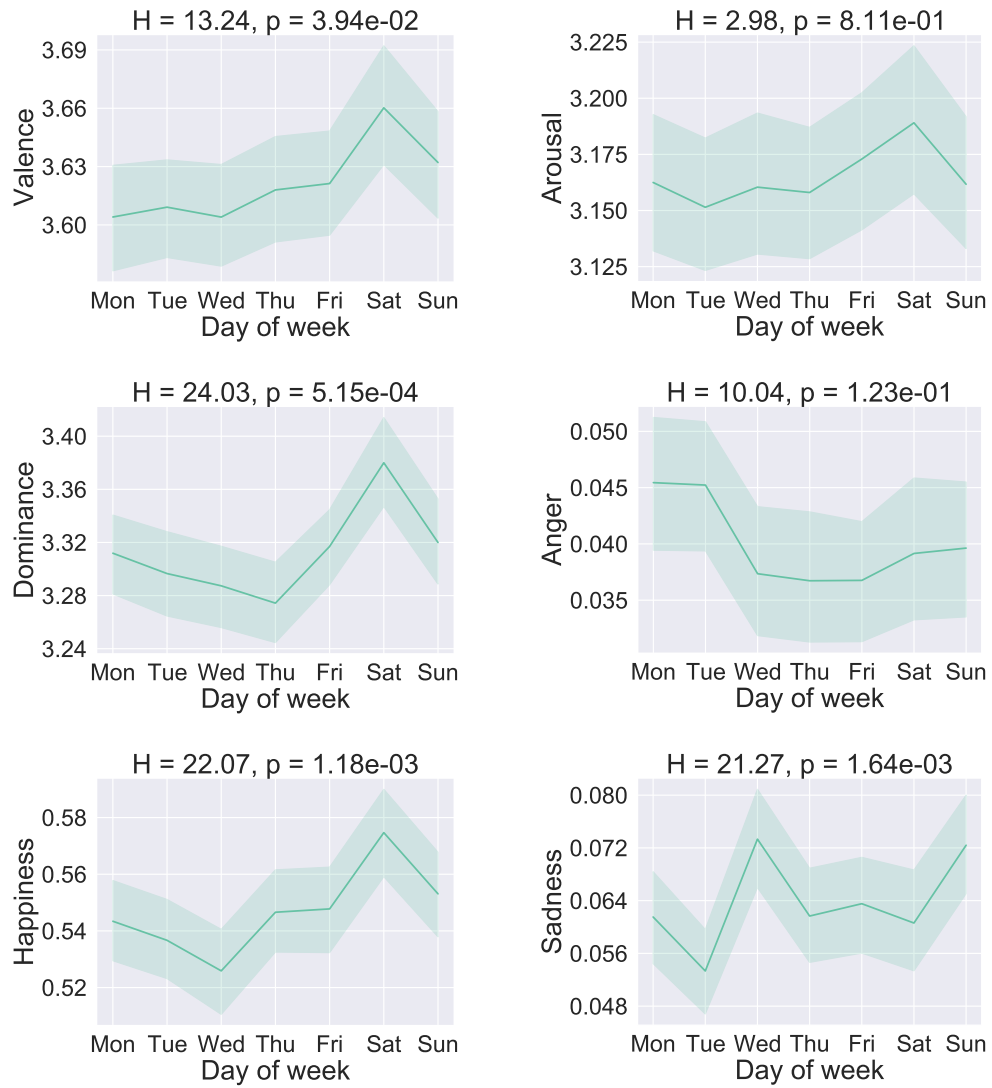 H = 13.24, p = 3.94e-02
Valence
3.69
3.66
3.63
3.60
Mon Tue Wed Thu Fri Sat Sun
Day of week
H = 2.98, p = 8.11e-01
Arousal
3.225
3.200
3.175
3.150
3.125
Mon Tue Wed Thu Fri Sat Sun
Day of week
H = 24.03, p = 5.15e-04
Dominance
3.40
3.36
3.32
3.28
3.24
Mon Tue Wed Thu Fri Sat Sun
Day of week
H = 10.04, p = 1.23e-01
Anger
0.050
0.045
0.040
0.035
Mon Tue Wed Thu Fri Sat Sun
Day of week
H = 22.07, p = 1.18e-03
Happiness
0.58
0.56
0.54
0.52
Mon Tue Wed Thu Fri Sat Sun
Day of week
H = 21.27, p = 1.64e-03
Sadness
0.080
0.072
0.064
0.056
0.048
Mon Tue Wed Thu Fri Sat Sun
Day of week